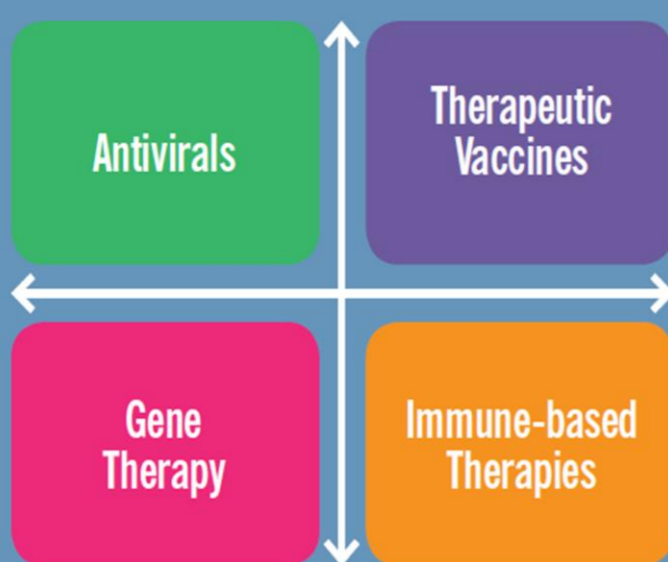 Antivirals
Therapeutic
Vaccines
Gene
Therapy
Immune-based
Therapies